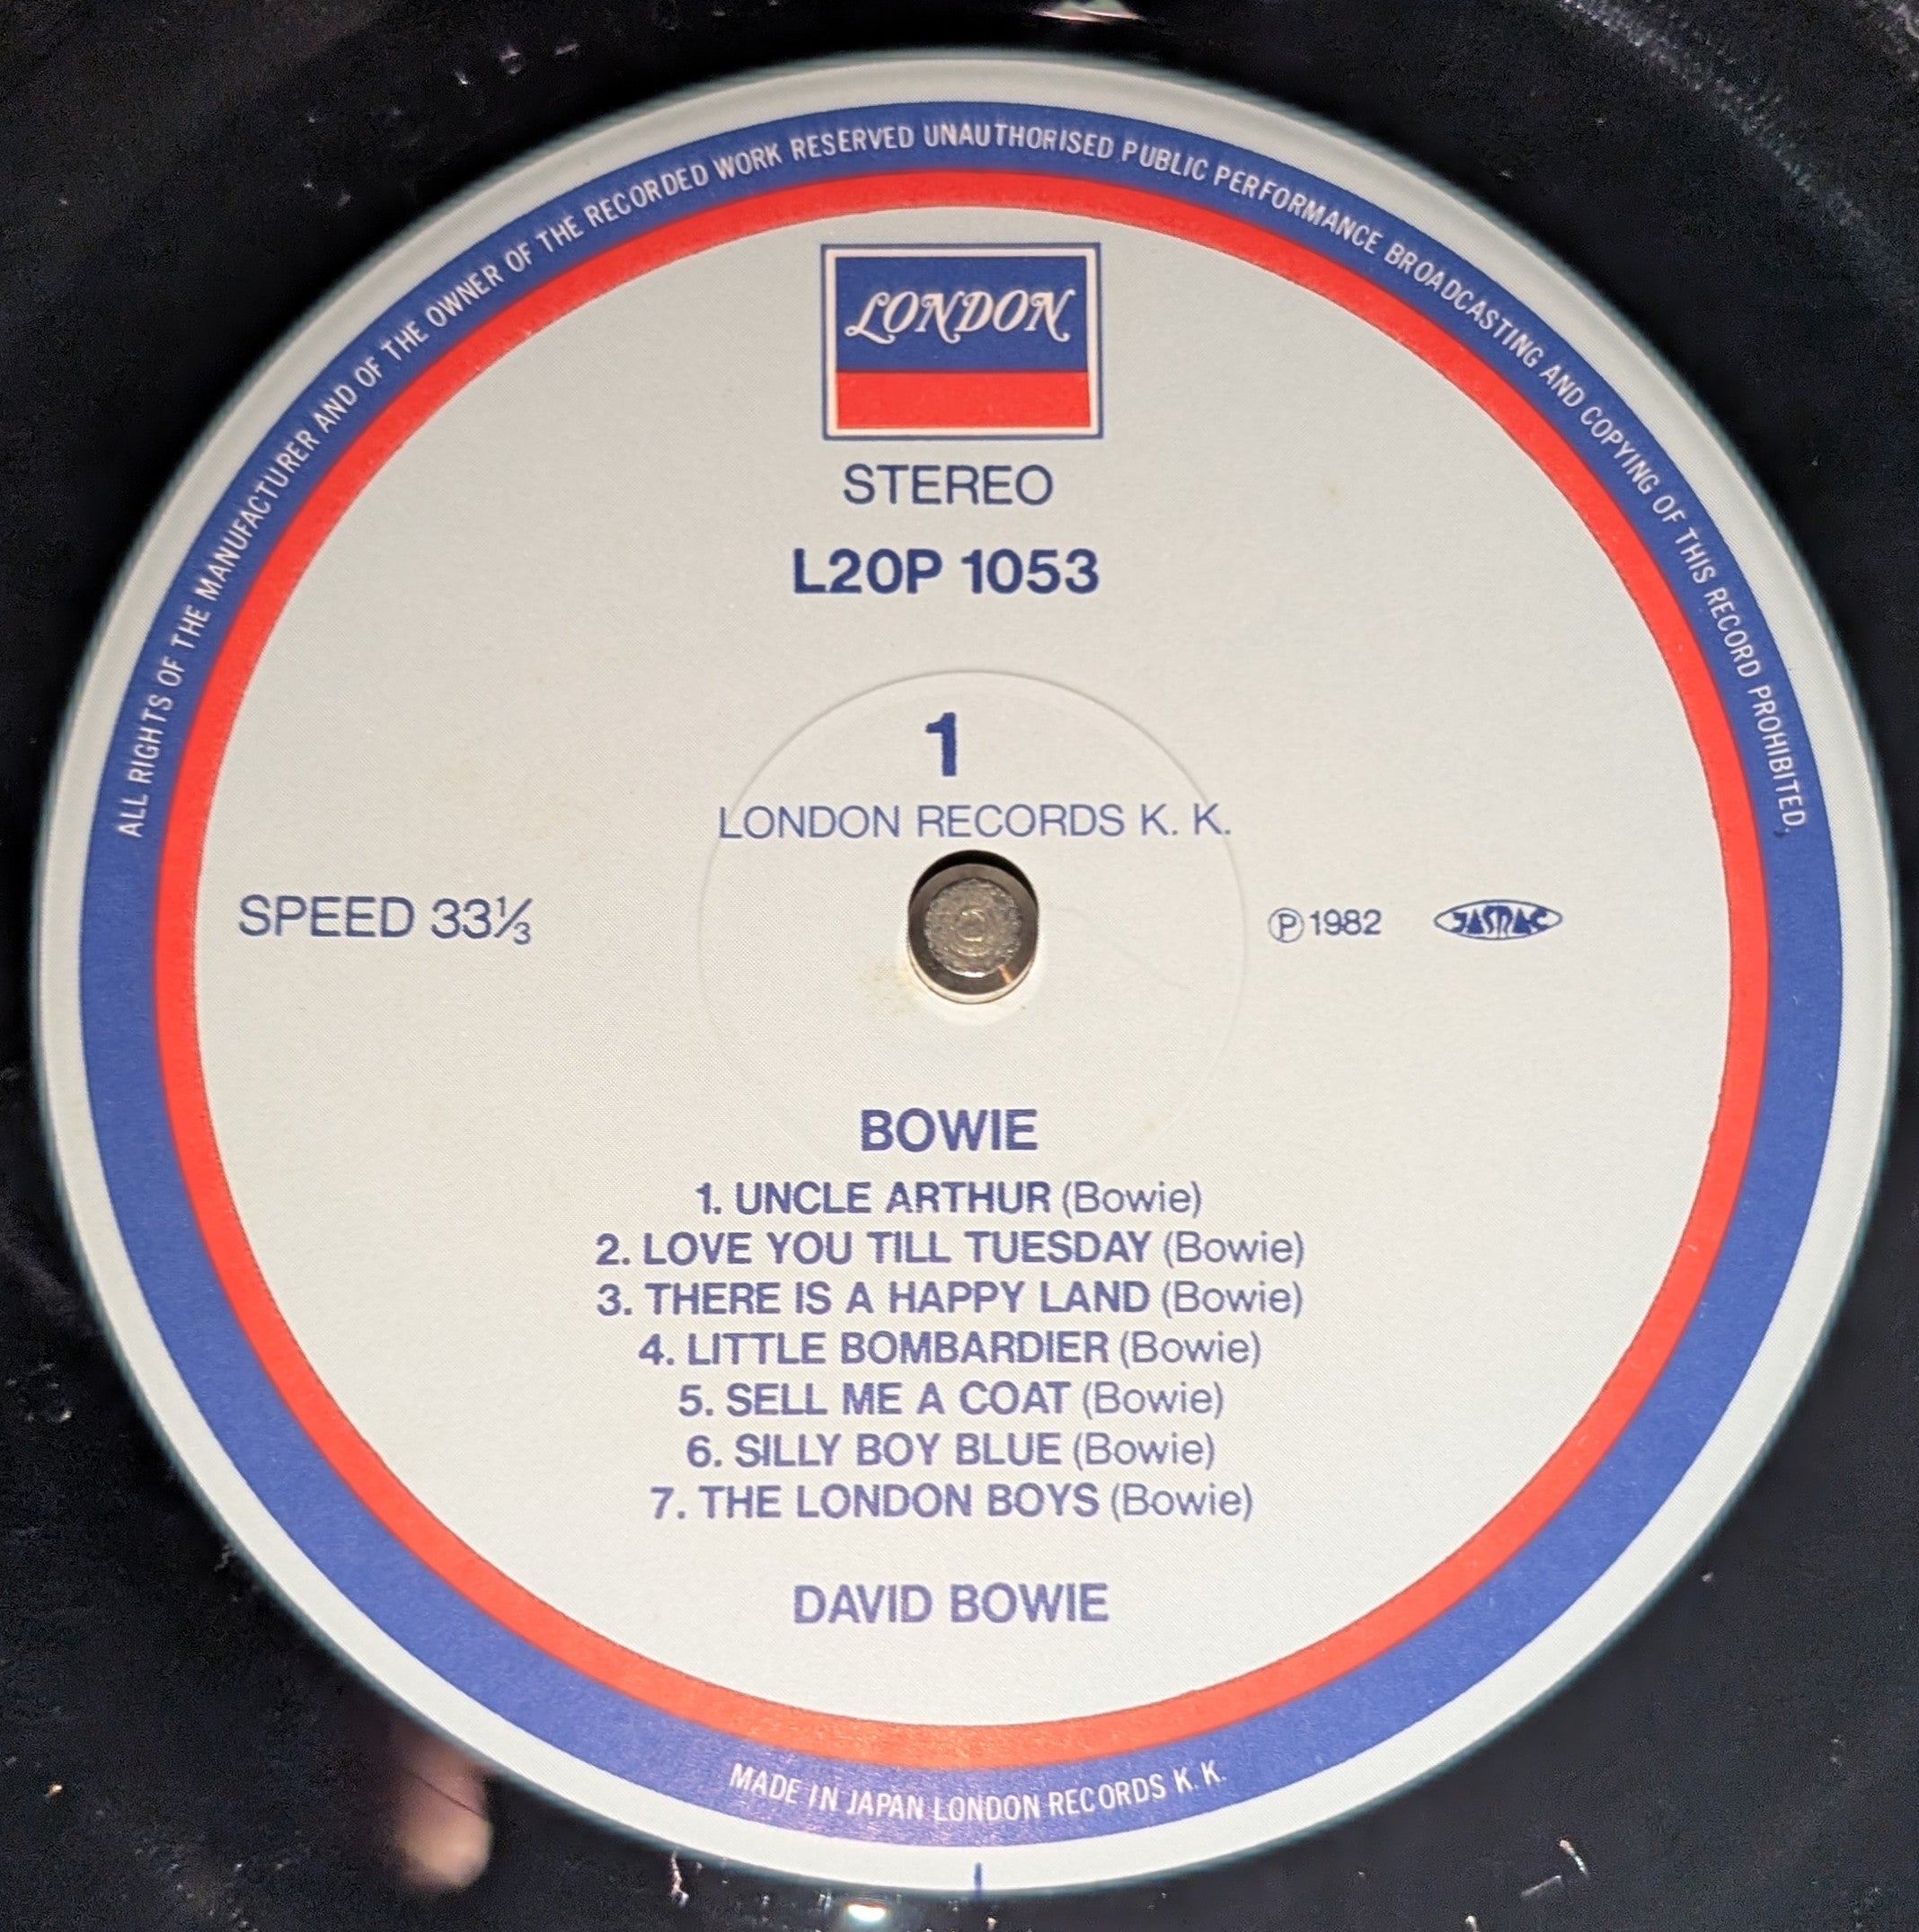 ALL RIGHTS OF THE MANUFACTURER AND OF THE OWNER OF THE RECORDED WORK RESERVED UNAUTHORISED PUBLIC PERFORMANCE BROADCASTING AND COPYING OF THIS RECORD PROHIBITED.
LONDON
STEREO
L20P 1053
1
LONDON RECORDS K. K.
SPEED 33⅓
℗1982 JASRAC
BOWIE
1. UNCLE ARTHUR (Bowie)
2. LOVE YOU TILL TUESDAY (Bowie)
3. THERE IS A HAPPY LAND (Bowie)
4. LITTLE BOMBARDIER (Bowie)
5. SELL ME A COAT (Bowie)
6. SILLY BOY BLUE (Bowie)
7. THE LONDON BOYS (Bowie)
DAVID BOWIE
MADE IN JAPAN LONDON RECORDS K. K.